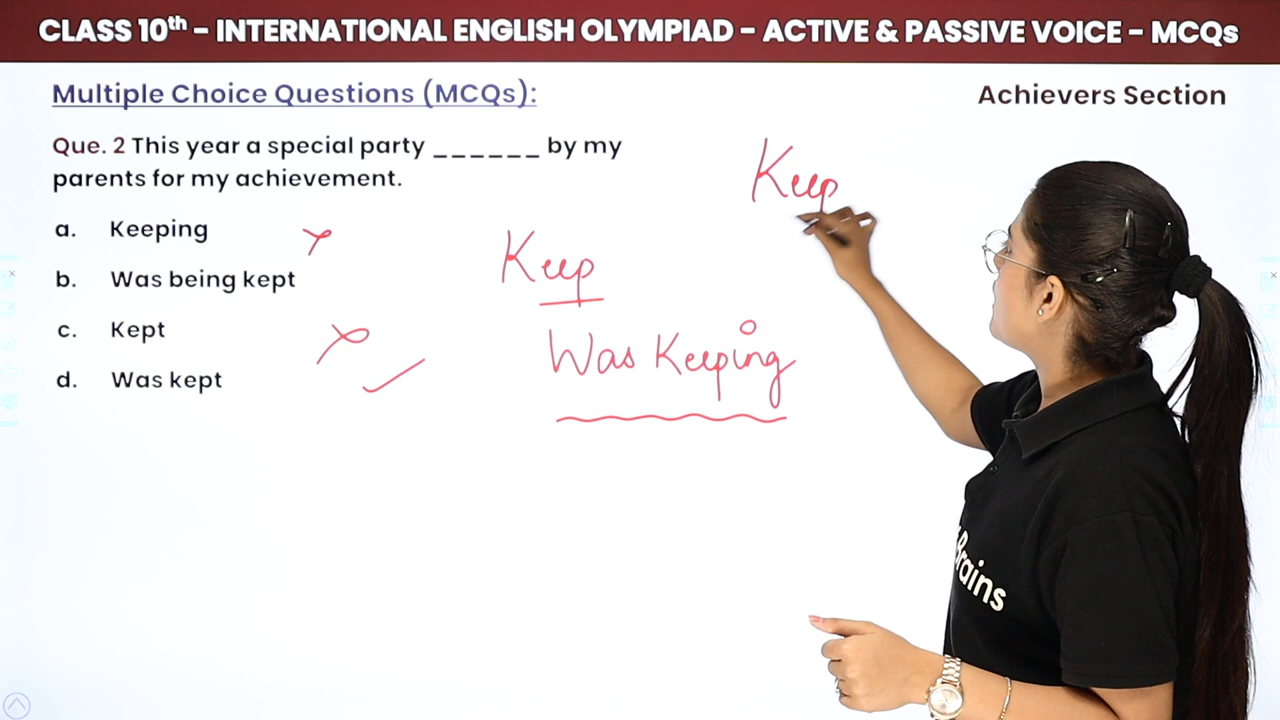 CLASS 10th – INTERNATIONAL ENGLISH OLYMPIAD – ACTIVE & PASSIVE VOICE – MCQs
Multiple Choice Questions (MCQs):
Achievers Section
Que. 2 This year a special party ______ by my
parents for my achievement.
a. Keeping
b. Was being kept
c. Kept
d. Was kept
Keep
Keep
Was Keeping
Brains